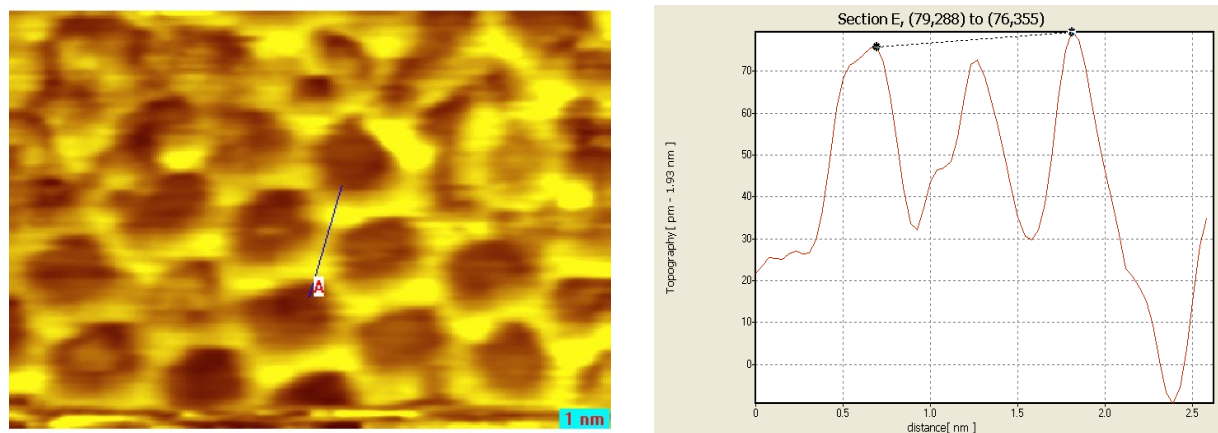 A
1 nm
Section E, (79,288) to (76,355)
Topography[ pm - 1.93 nm ]
70
60
50
40
30
20
10
0
0 0.5 1.0 1.5 2.0 2.5
distance[ nm ]